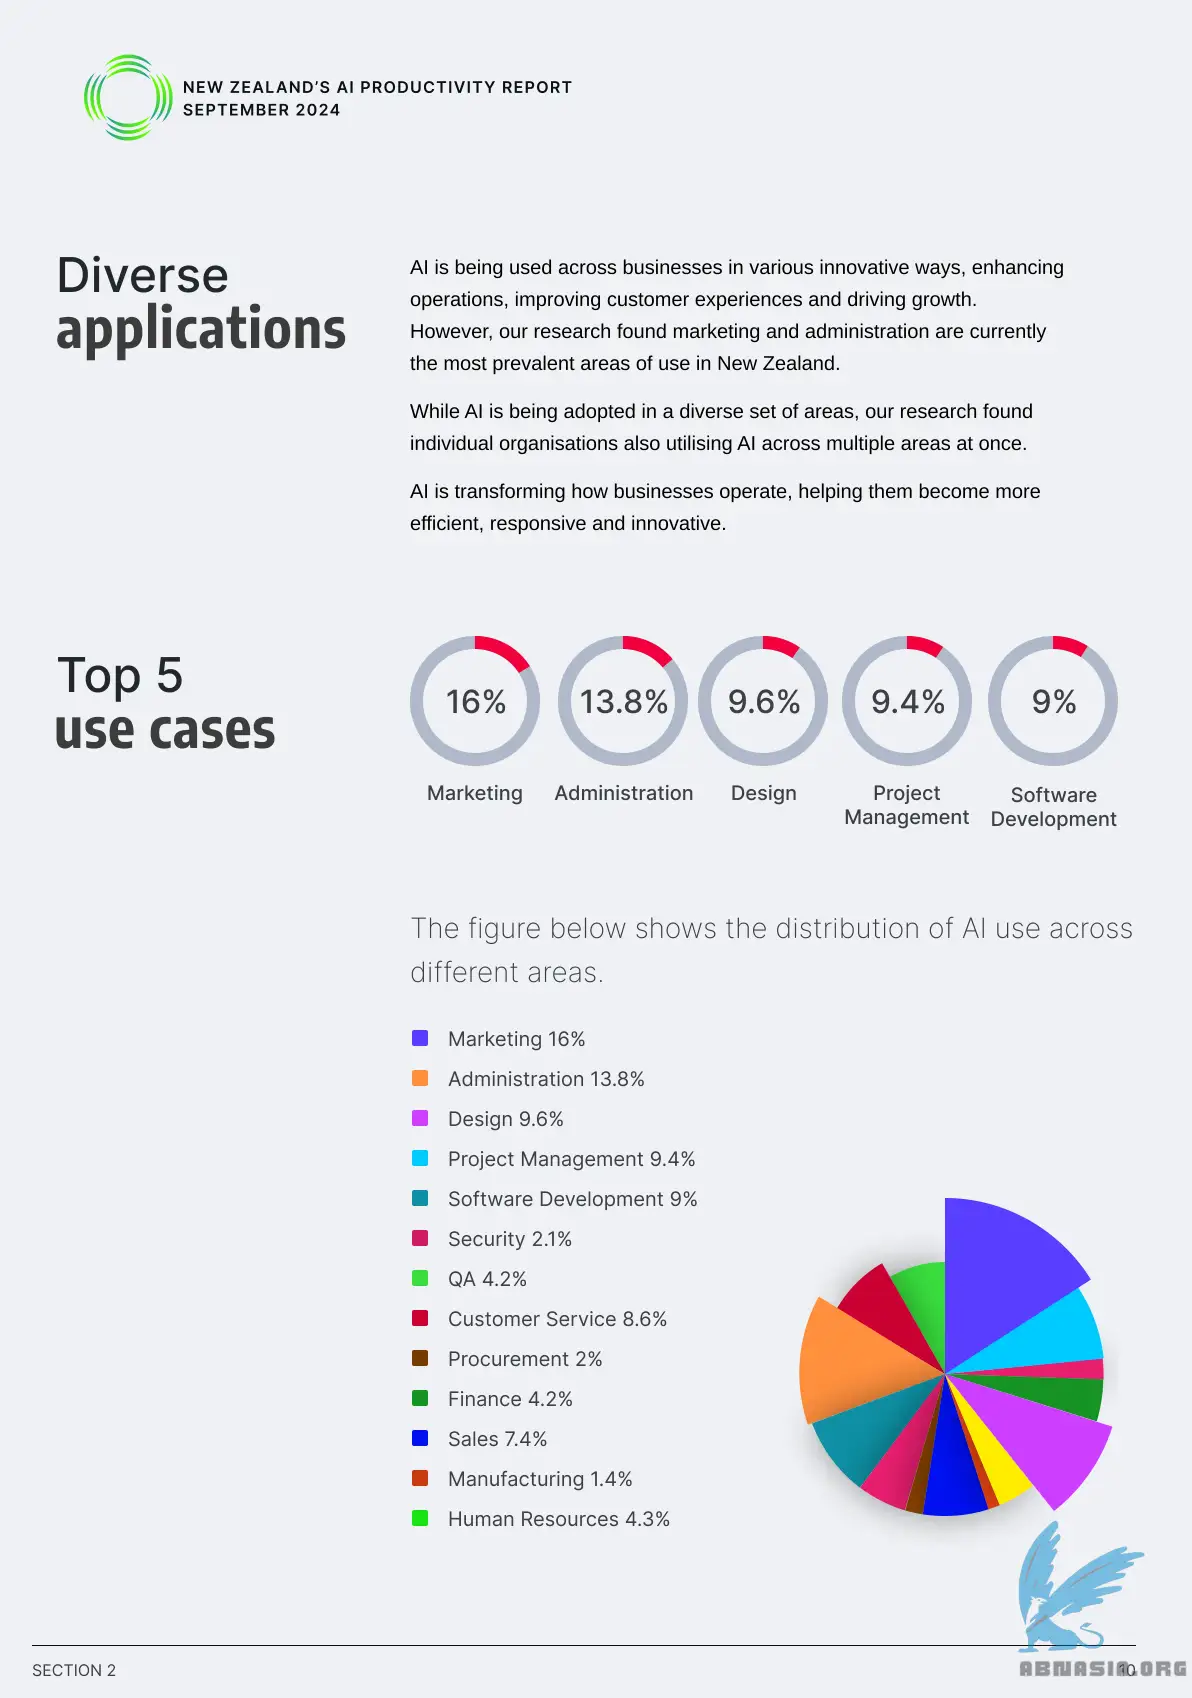 NEW ZEALAND'S AI PRODUCTIVITY REPORT
SEPTEMBER 2024
Diverse
applications
AI is being used across businesses in various innovative ways, enhancing
operations, improving customer experiences and driving growth.
However, our research found marketing and administration are currently
the most prevalent areas of use in New Zealand.
While AI is being adopted in a diverse set of areas, our research found
individual organisations also utilising AI across multiple areas at once.
AI is transforming how businesses operate, helping them become more
efficient, responsive and innovative.
Top 5
use cases
16%
13.8%
9.6%
9.4%
9%
Marketing
Administration
Design
Project
Management
Software
Development
The figure below shows the distribution of AI use across
different areas.
Marketing 16%
Administration 13.8%
Design 9.6%
Project Management 9.4%
Software Development 9%
Security 2.1%
QA 4.2%
Customer Service 8.6%
Procurement 2%
Finance 4.2%
Sales 7.4%
Manufacturing 1.4%
Human Resources 4.3%
SECTION 2
10
ABNASIA.ORG